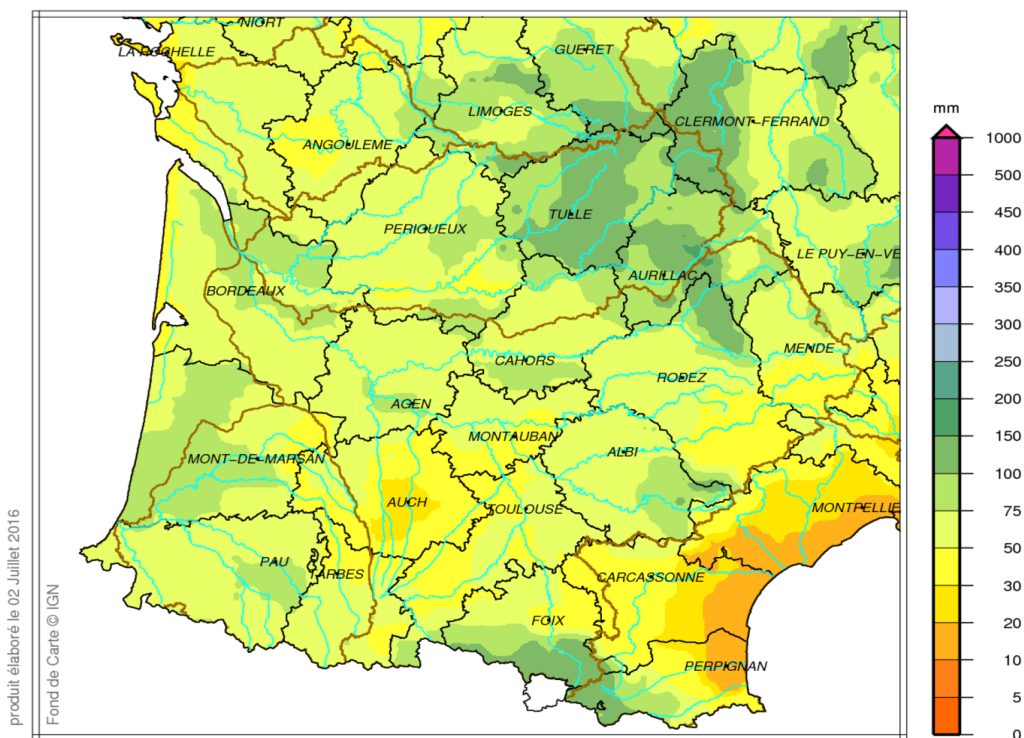 NIORT
LA ROCHELLE
GUERET
LIMOGES
CLERMONT-FERRAND
ANGOULEME
PERIGUEUX
TULLE
LE PUY-EN-VE
AURILLAC
BORDEAUX
MENDE
CAHORS
RODEZ
AGEN
MONTAUBAN
ALBI
MONT-DE-MARSAN
AUCH
TOULOUSE
MONTPELLIE
PAU
TARBES
CARCASSONNE
FOIX
PERPIGNAN
mm
1000
500
450
400
350
300
250
200
150
100
75
50
30
20
10
5
0
produit élaboré le 02 Juillet 2016
Fond de Carte © IGN